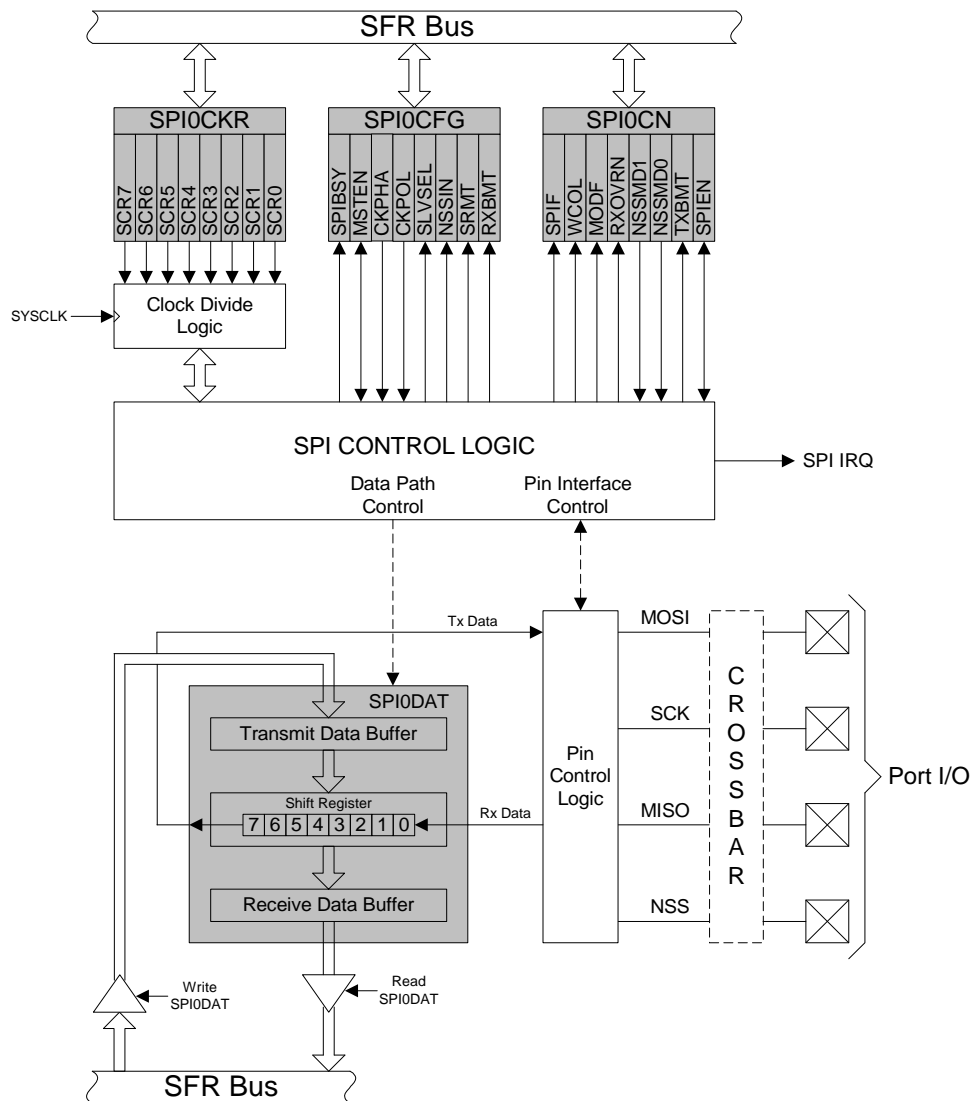 SFR Bus
SPI0CKR
SPI0CFG
SPI0CN
SCR7
SCR6
SCR5
SCR4
SCR3
SCR2
SCR1
SCR0
SPIBSY
MSTEN
CKPHA
CKPOL
SLVSEL
NSSIN
SRMT
RXBMT
SPIF
WCOL
MODF
RXOVRN
NSSMD1
NSSMD0
TXBMT
SPIEN
SYSCLK
Clock Divide
Logic
SPI CONTROL LOGIC
SPI IRQ
Data Path
Control
Pin Interface
Control
Tx Data
MOSI
SPI0DAT
Transmit Data Buffer
SCK
Shift Register
7 6 5 4 3 2 1 0
Rx Data
Pin
Control
Logic
MISO
CROSSBAR
Port I/O
Receive Data Buffer
NSS
Write
SPI0DAT
Read
SPI0DAT
SFR Bus